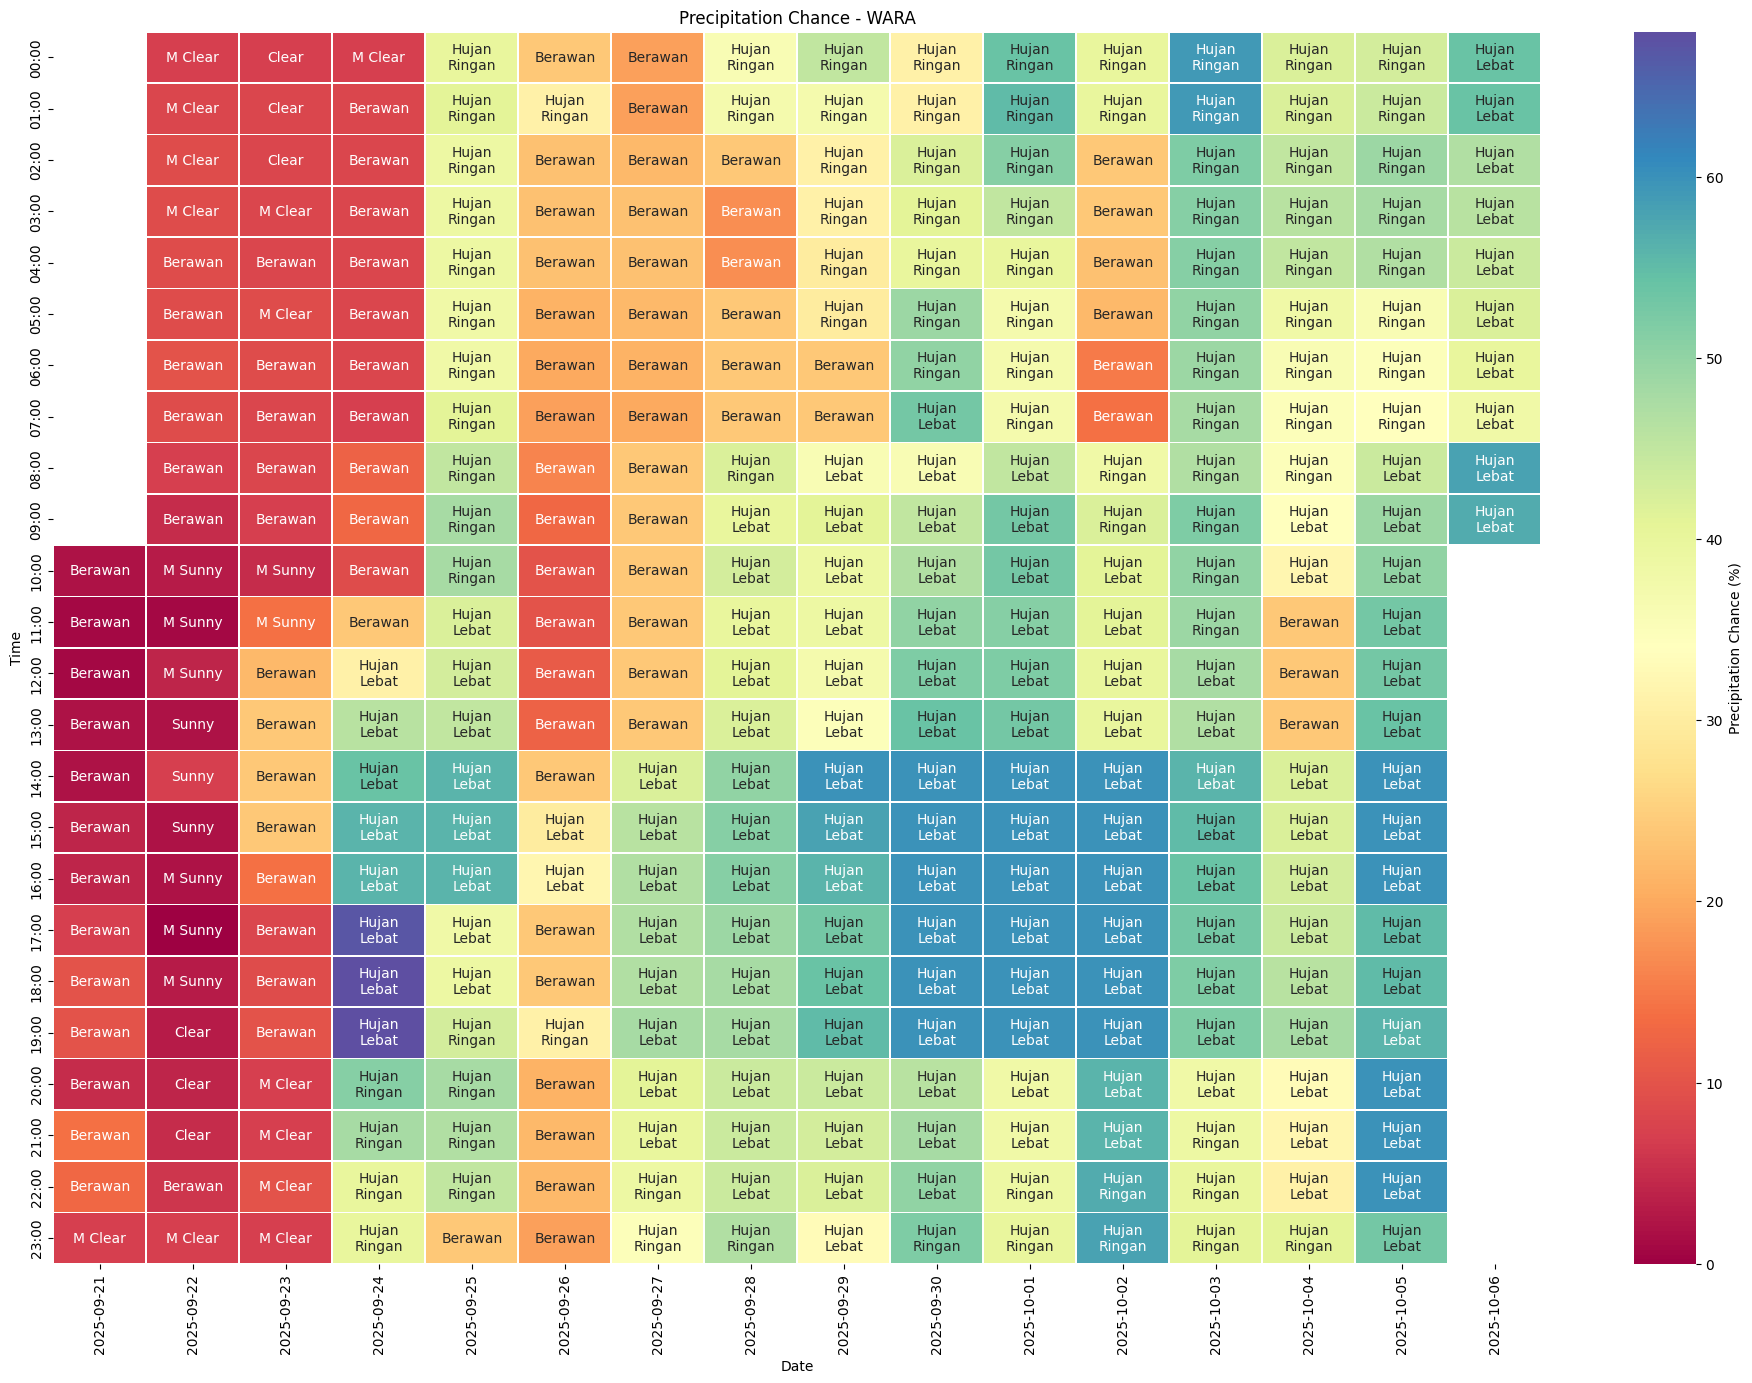 Precipitation Chance - WARA
00:00 M Clear Clear M Clear Hujan Ringan Berawan Berawan Hujan Ringan Hujan Ringan Hujan Ringan Hujan Ringan Hujan Ringan Hujan Ringan Hujan Ringan Hujan Ringan Hujan Lebat
01:00 M Clear Clear Berawan Hujan Ringan Hujan Ringan Berawan Hujan Ringan Hujan Ringan Hujan Ringan Hujan Ringan Hujan Ringan Hujan Ringan Hujan Ringan Hujan Ringan Hujan Lebat
02:00 M Clear Clear Berawan Hujan Ringan Berawan Berawan Berawan Hujan Ringan Hujan Ringan Hujan Ringan Berawan Hujan Ringan Hujan Ringan Hujan Ringan Hujan Lebat
03:00 M Clear M Clear Berawan Hujan Ringan Berawan Berawan Berawan Hujan Ringan Hujan Ringan Hujan Ringan Berawan Hujan Ringan Hujan Ringan Hujan Ringan Hujan Lebat
04:00 Berawan Berawan Berawan Hujan Ringan Berawan Berawan Berawan Hujan Ringan Hujan Ringan Hujan Ringan Berawan Hujan Ringan Hujan Ringan Hujan Ringan Hujan Lebat
05:00 Berawan M Clear Berawan Hujan Ringan Berawan Berawan Berawan Hujan Ringan Hujan Ringan Hujan Ringan Berawan Hujan Ringan Hujan Ringan Hujan Ringan Hujan Lebat
06:00 Berawan Berawan Berawan Hujan Ringan Berawan Berawan Berawan Berawan Hujan Ringan Hujan Ringan Berawan Hujan Ringan Hujan Ringan Hujan Ringan Hujan Lebat
07:00 Berawan Berawan Berawan Hujan Ringan Berawan Berawan Berawan Berawan Hujan Lebat Hujan Ringan Berawan Hujan Ringan Hujan Ringan Hujan Ringan Hujan Lebat
08:00 Berawan Berawan Berawan Hujan Ringan Berawan Berawan Hujan Ringan Hujan Lebat Hujan Lebat Hujan Lebat Hujan Ringan Hujan Ringan Hujan Ringan Hujan Lebat Hujan Lebat
09:00 Berawan Berawan Berawan Hujan Ringan Berawan Berawan Hujan Lebat Hujan Lebat Hujan Lebat Hujan Lebat Hujan Ringan Hujan Ringan Hujan Lebat Hujan Lebat Hujan Lebat
10:00 Berawan M Sunny M Sunny Berawan Hujan Ringan Berawan Berawan Hujan Lebat Hujan Lebat Hujan Lebat Hujan Lebat Hujan Lebat Hujan Ringan Hujan Lebat Hujan Lebat
11:00 Berawan M Sunny M Sunny Berawan Hujan Lebat Berawan Berawan Hujan Lebat Hujan Lebat Hujan Lebat Hujan Lebat Hujan Lebat Hujan Ringan Berawan Hujan Lebat
12:00 Berawan M Sunny Berawan Hujan Lebat Hujan Lebat Berawan Berawan Hujan Lebat Hujan Lebat Hujan Lebat Hujan Lebat Hujan Lebat Hujan Lebat Berawan Hujan Lebat
13:00 Berawan Sunny Berawan Hujan Lebat Hujan Lebat Berawan Berawan Hujan Lebat Hujan Lebat Hujan Lebat Hujan Lebat Hujan Lebat Hujan Lebat Berawan Hujan Lebat
14:00 Berawan Sunny Berawan Hujan Lebat Hujan Lebat Berawan Hujan Lebat Hujan Lebat Hujan Lebat Hujan Lebat Hujan Lebat Hujan Lebat Hujan Lebat Hujan Lebat Hujan Lebat
15:00 Berawan Sunny Berawan Hujan Lebat Hujan Lebat Hujan Lebat Hujan Lebat Hujan Lebat Hujan Lebat Hujan Lebat Hujan Lebat Hujan Lebat Hujan Lebat Hujan Lebat Hujan Lebat
16:00 Berawan M Sunny Berawan Hujan Lebat Hujan Lebat Hujan Lebat Hujan Lebat Hujan Lebat Hujan Lebat Hujan Lebat Hujan Lebat Hujan Lebat Hujan Lebat Hujan Lebat Hujan Lebat
17:00 Berawan M Sunny Berawan Hujan Lebat Hujan Lebat Berawan Hujan Lebat Hujan Lebat Hujan Lebat Hujan Lebat Hujan Lebat Hujan Lebat Hujan Lebat Hujan Lebat Hujan Lebat
18:00 Berawan M Sunny Berawan Hujan Lebat Hujan Lebat Berawan Hujan Lebat Hujan Lebat Hujan Lebat Hujan Lebat Hujan Lebat Hujan Lebat Hujan Lebat Hujan Lebat Hujan Lebat
19:00 Berawan Clear Berawan Hujan Lebat Hujan Ringan Hujan Ringan Hujan Lebat Hujan Lebat Hujan Lebat Hujan Lebat Hujan Lebat Hujan Lebat Hujan Lebat Hujan Lebat Hujan Lebat
20:00 Berawan Clear M Clear Hujan Ringan Hujan Ringan Berawan Hujan Lebat Hujan Lebat Hujan Lebat Hujan Lebat Hujan Lebat Hujan Lebat Hujan Lebat Hujan Lebat Hujan Lebat
21:00 Berawan Clear M Clear Hujan Ringan Hujan Ringan Berawan Hujan Lebat Hujan Lebat Hujan Lebat Hujan Lebat Hujan Lebat Hujan Lebat Hujan Ringan Hujan Lebat Hujan Lebat
22:00 Berawan Berawan M Clear Hujan Ringan Hujan Ringan Berawan Hujan Ringan Hujan Lebat Hujan Lebat Hujan Lebat Hujan Ringan Hujan Ringan Hujan Ringan Hujan Lebat Hujan Lebat
23:00 M Clear M Clear M Clear Hujan Ringan Berawan Berawan Hujan Ringan Hujan Ringan Hujan Lebat Hujan Ringan Hujan Ringan Hujan Ringan Hujan Ringan Hujan Ringan Hujan Lebat
Time
2025-09-21 2025-09-22 2025-09-23 2025-09-24 2025-09-25 2025-09-26 2025-09-27 2025-09-28 2025-09-29 2025-09-30 2025-10-01 2025-10-02 2025-10-03 2025-10-04 2025-10-05 2025-10-06
Date
60
50
40
30
20
10
0
Precipitation Chance (%)